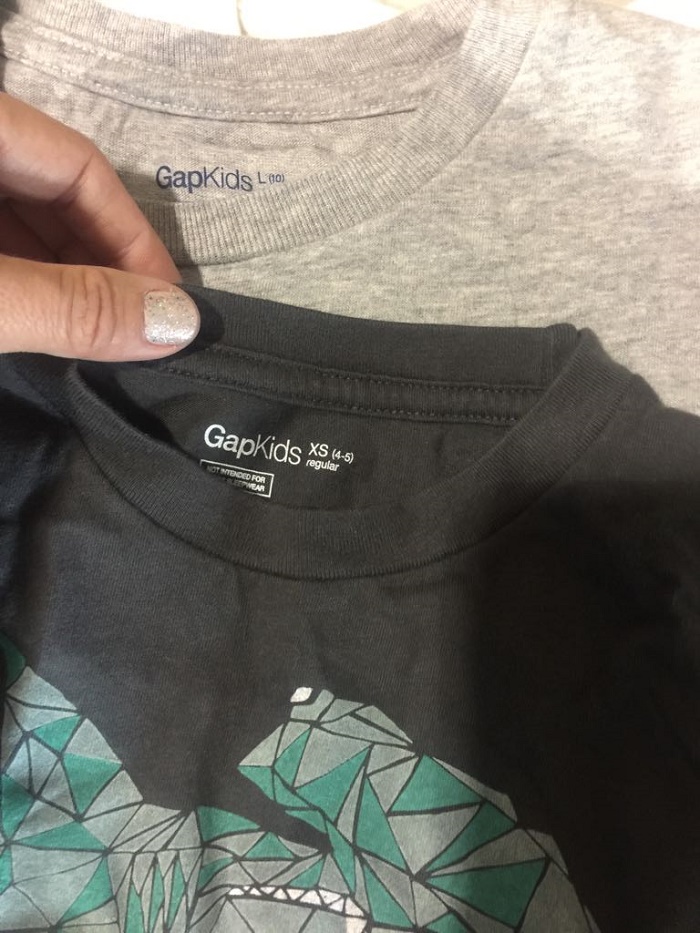 GapKids L (10)
GapKids XS (4-5)
regular
NOT INTENDED FOR
SLEEPWEAR